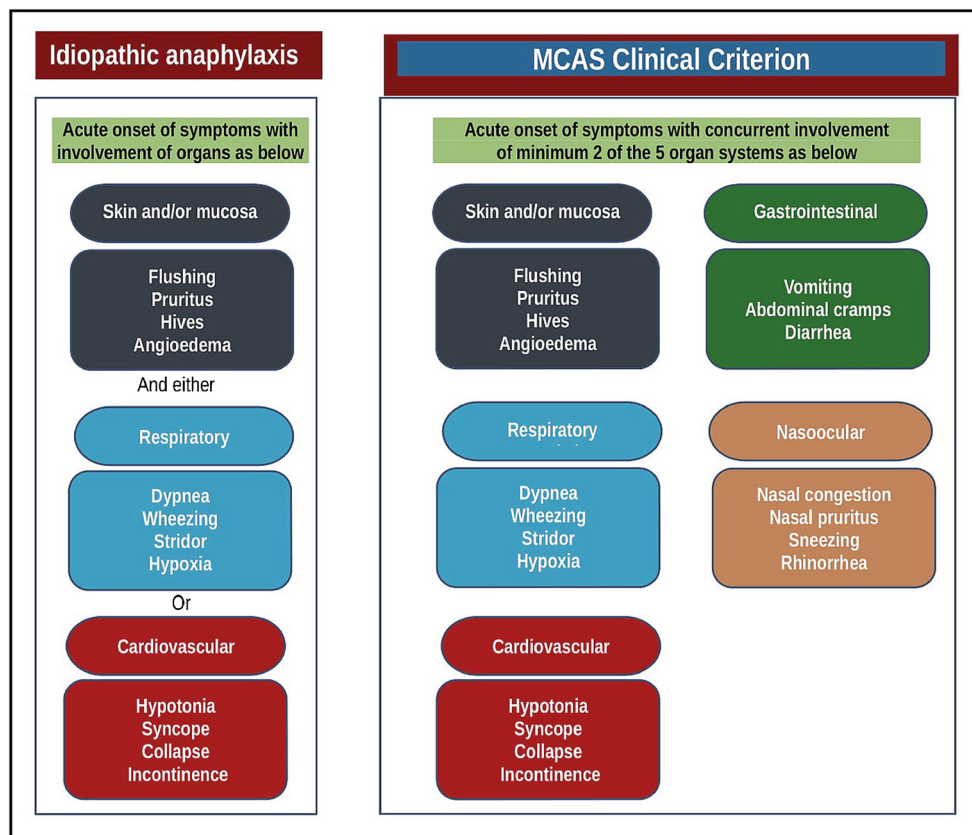 Idiopathic anaphylaxis
Acute onset of symptoms with
involvement of organs as below
Skin and/or mucosa
Flushing
Pruritus
Hives
Angioedema
And either
Respiratory
Dypnea
Wheezing
Stridor
Hypoxia
Or
Cardiovascular
Hypotonia
Syncope
Collapse
Incontinence
MCAS Clinical Criterion
Acute onset of symptoms with concurrent involvement
of minimum 2 of the 5 organ systems as below
Skin and/or mucosa
Flushing
Pruritus
Hives
Angioedema
Gastrointestinal
Vomiting
Abdominal cramps
Diarrhea
Respiratory
Dypnea
Wheezing
Stridor
Hypoxia
Nasoocular
Nasal congestion
Nasal pruritus
Sneezing
Rhinorrhea
Cardiovascular
Hypotonia
Syncope
Collapse
Incontinence